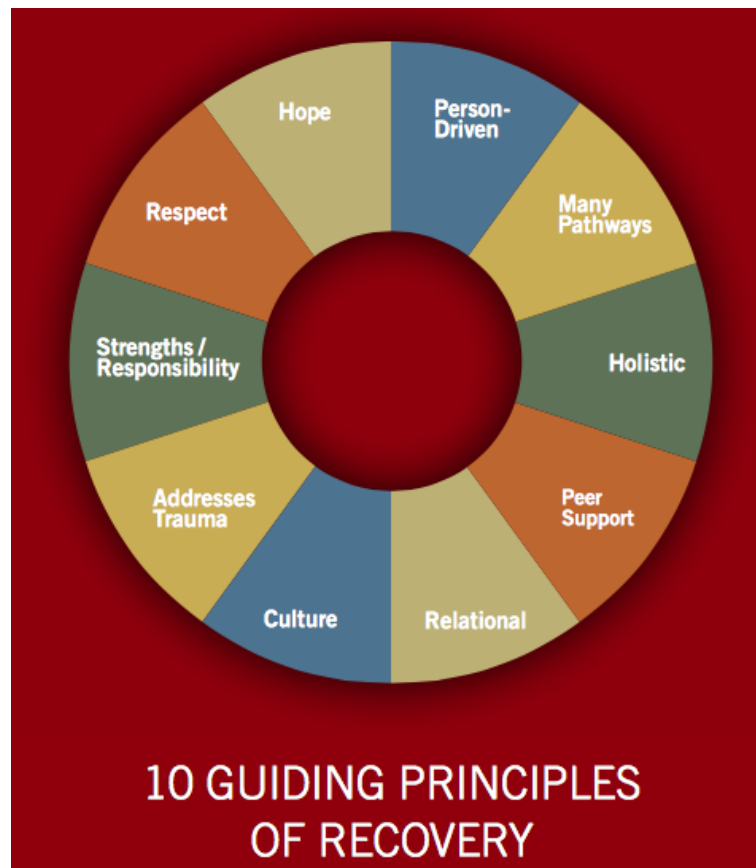 Hope
Person-
Driven
Many
Pathways
Holistic
Peer
Support
Relational
Culture
Addresses
Trauma
Strengths /
Responsibility
Respect
10 GUIDING PRINCIPLES
OF RECOVERY